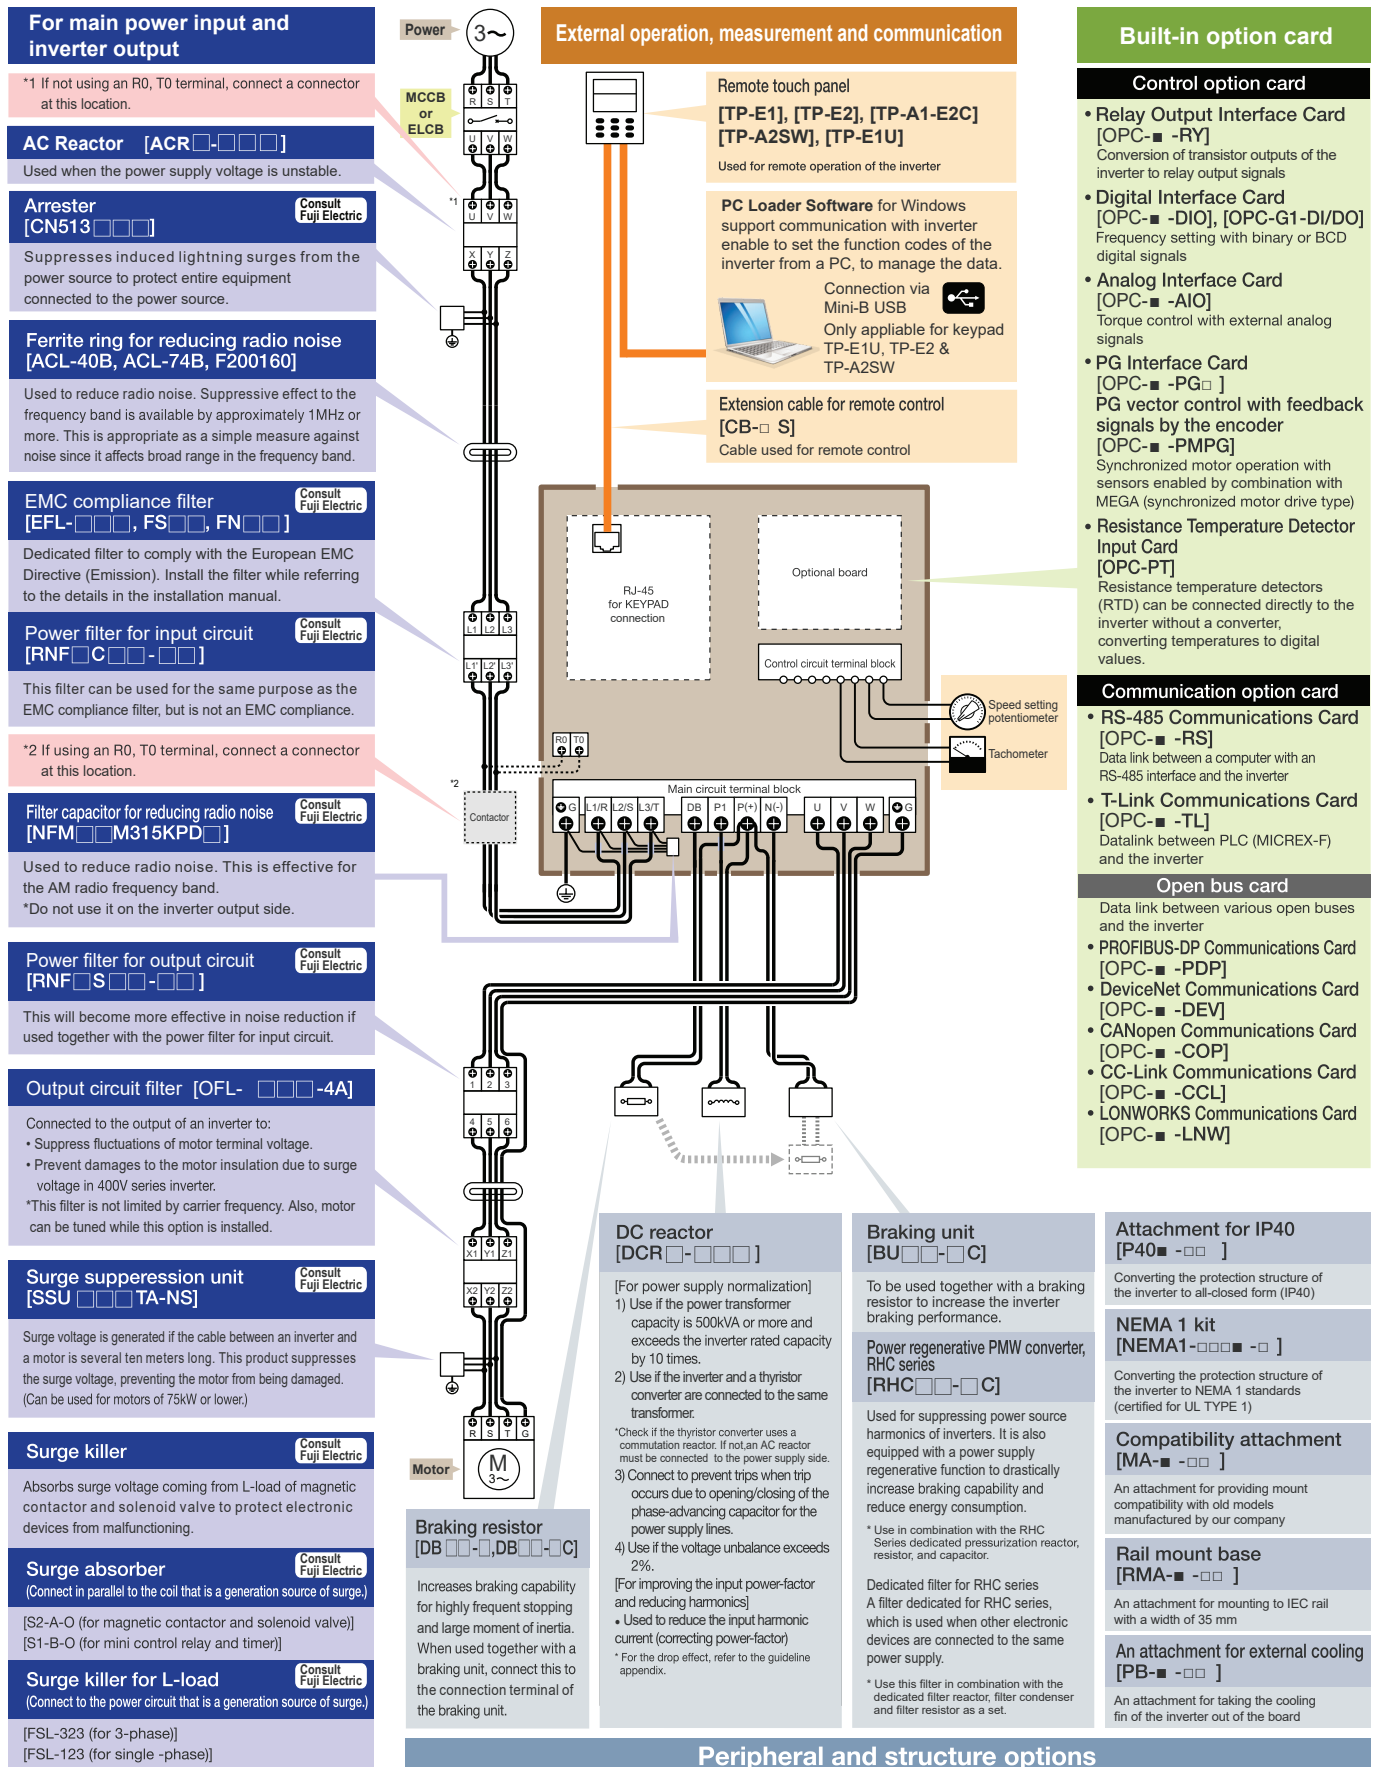 For main power input and
inverter output
*1 If not using an R0, T0 terminal, connect a connector
at this location.
AC Reactor [ACR□-□□□]
Used when the power supply voltage is unstable.
Arrester
[CN513□□□]
Consult
Fuji Electric
Suppresses induced lightning surges from the
power source to protect entire equipment
connected to the power source.
Ferrite ring for reducing radio noise
[ACL-40B, ACL-74B, F200160]
Used to reduce radio noise. Suppressive effect to the
frequency band is available by approximately 1MHz or
more. This is appropriate as a simple measure against
noise since it affects broad range in the frequency band.
EMC compliance filter
[EFL-□□□, FS□□, FN□□]
Consult
Fuji Electric
Dedicated filter to comply with the European EMC
Directive (Emission). Install the filter while referring
to the details in the installation manual.
Power filter for input circuit
[RNF□C□□-□□]
Consult
Fuji Electric
This filter can be used for the same purpose as the
EMC compliance filter, but is not an EMC compliance.
*2 If using an R0, T0 terminal, connect a connector
at this location.
Filter capacitor for reducing radio noise
[NFM□□M315KPD□]
Consult
Fuji Electric
Used to reduce radio noise. This is effective for
the AM radio frequency band.
*Do not use it on the inverter output side.
Power filter for output circuit
[RNF□S□□-□□]
Consult
Fuji Electric
This will become more effective in noise reduction if
used together with the power filter for input circuit.
Output circuit filter [OFL- □□□-4A]
Connected to the output of an inverter to:
• Suppress fluctuations of motor terminal voltage.
• Prevent damages to the motor insulation due to surge
voltage in 400V series inverter.
*This filter is not limited by carrier frequency. Also, motor
can be tuned while this option is installed.
Surge supperession unit
[SSU □□□TA-NS]
Consult
Fuji Electric
Surge voltage is generated if the cable between an inverter and
a motor is several ten meters long. This product suppresses
the surge voltage, preventing the motor from being damaged.
(Can be used for motors of 75kW or lower.)
Surge killer
Consult
Fuji Electric
Absorbs surge voltage coming from L-load of magnetic
contactor and solenoid valve to protect electronic
devices from malfunctioning.
Surge absorber
Consult
Fuji Electric
(Connect in parallel to the coil that is a generation source of surge.)
[S2-A-O (for magnetic contactor and solenoid valve)]
[S1-B-O (for mini control relay and timer)]
Surge killer for L-load
Consult
Fuji Electric
(Connect to the power circuit that is a generation source of surge.)
[FSL-323 (for 3-phase)]
[FSL-123 (for single -phase)]
Power
3~
MCCB
or
ELCB
R S T
U V W
*1
U V W
X Y Z
L1 L2 L3
L1' L2' L3'
*2
Contactor
1 2 3
4 5 6
X1 Y1 Z1
X2 Y2 Z2
R S T G
Motor
M
3~
External operation, measurement and communication
Remote touch panel
[TP-E1], [TP-E2], [TP-A1-E2C]
[TP-A2SW], [TP-E1U]
Used for remote operation of the inverter
PC Loader Software for Windows
support communication with inverter
enable to set the function codes of the
inverter from a PC, to manage the data.
Connection via
Mini-B USB
Only appliable for keypad
TP-E1U, TP-E2 &
TP-A2SW
Extension cable for remote control
[CB-□ S]
Cable used for remote control
RJ-45
for KEYPAD
connection
Optional board
Control circuit terminal block
Speed setting
potentiometer
Tachometer
R0 T0
Main circuit terminal block
G L1/R L2/S L3/T DB P1 P(+) N(-) U V W G
Braking resistor
[DB □□-□,DB□□-□C]
Increases braking capability
for highly frequent stopping
and large moment of inertia.
When used together with a
braking unit, connect this to
the connection terminal of
the braking unit.
DC reactor
[DCR□-□□□]
[For power supply normalization]
1) Use if the power transformer
capacity is 500kVA or more and
exceeds the inverter rated capacity
by 10 times.
2) Use if the inverter and a thyristor
converter are connected to the same
transformer.
*Check if the thyristor converter uses a
commutation reactor. If not,an AC reactor
must be connected to the power supply side.
3) Connect to prevent trips when trip
occurs due to opening/closing of the
phase-advancing capacitor for the
power supply lines.
4) Use if the voltage unbalance exceeds
2%.
[For improving the input power-factor
and reducing harmonics]
• Used to reduce the input harmonic
current (correcting power-factor)
* For the drop effect, refer to the guideline
appendix.
Braking unit
[BU□□-□C]
To be used together with a braking
resistor to increase the inverter
braking performance.
Power regenerative PMW converter,
RHC series
[RHC□□-□C]
Used for suppressing power source
harmonics of inverters. It is also
equipped with a power supply
regenerative function to drastically
increase braking capability and
reduce energy consumption.
* Use in combination with the RHC
Series dedicated pressurization reactor,
resistor, and capacitor.
Dedicated filter for RHC series
A filter dedicated for RHC series,
which is used when other electronic
devices are connected to the same
power supply.
* Use this filter in combination with the
dedicated filter reactor, filter condenser
and filter resistor as a set.
Built-in option card
Control option card
• Relay Output Interface Card
[OPC-■ -RY]
Conversion of transistor outputs of the
inverter to relay output signals
• Digital Interface Card
[OPC-■ -DIO], [OPC-G1-DI/DO]
Frequency setting with binary or BCD
digital signals
• Analog Interface Card
[OPC-■ -AIO]
Torque control with external analog
signals
• PG Interface Card
[OPC-■ -PG□ ]
PG vector control with feedback
signals by the encoder
[OPC-■ -PMPG]
Synchronized motor operation with
sensors enabled by combination with
MEGA (synchronized motor drive type)
• Resistance Temperature Detector
Input Card
[OPC-PT]
Resistance temperature detectors
(RTD) can be connected directly to the
inverter without a converter,
converting temperatures to digital
values.
Communication option card
• RS-485 Communications Card
[OPC-■ -RS]
Data link between a computer with an
RS-485 interface and the inverter
• T-Link Communications Card
[OPC-■ -TL]
Datalink between PLC (MICREX-F)
and the inverter
Open bus card
Data link between various open buses
and the inverter
• PROFIBUS-DP Communications Card
[OPC-■ -PDP]
• DeviceNet Communications Card
[OPC-■ -DEV]
• CANopen Communications Card
[OPC-■ -COP]
• CC-Link Communications Card
[OPC-■ -CCL]
• LONWORKS Communications Card
[OPC-■ -LNW]
Attachment for IP40
[P40■ -□□ ]
Converting the protection structure of
the inverter to all-closed form (IP40)
NEMA 1 kit
[NEMA1-□□□■ -□ ]
Converting the protection structure of
the inverter to NEMA 1 standards
(certified for UL TYPE 1)
Compatibility attachment
[MA-■ -□□ ]
An attachment for providing mount
compatibility with old models
manufactured by our company
Rail mount base
[RMA-■ -□□ ]
An attachment for mounting to IEC rail
with a width of 35 mm
An attachment for external cooling
[PB-■ -□□ ]
An attachment for taking the cooling
fin of the inverter out of the board
Peripheral and structure options